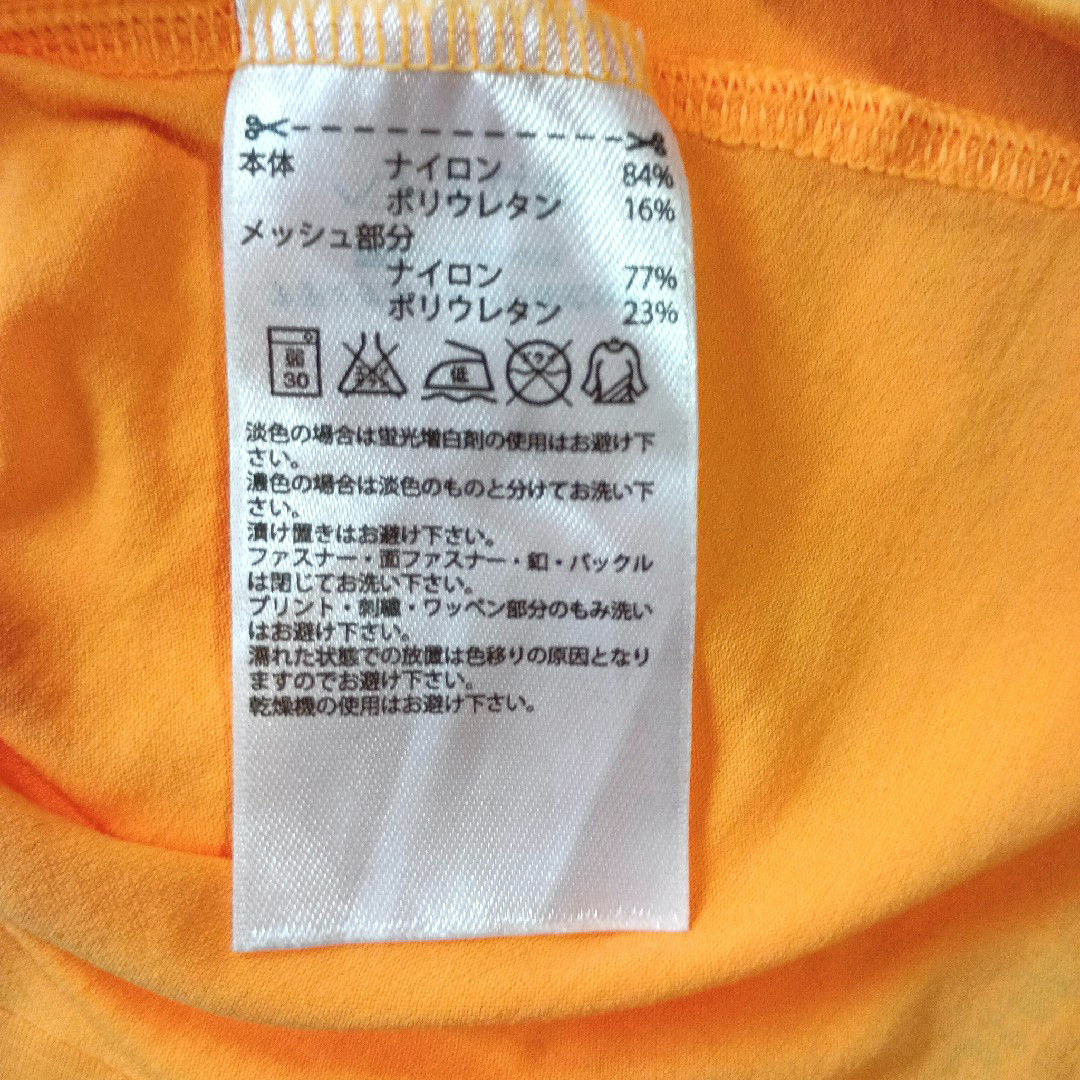 本体 ナイロン 84%
ポリウレタン 16%
メッシュ部分
ナイロン 77%
ポリウレタン 23%
弱 30 低
淡色の場合は蛍光増白剤の使用はお避け下
さい。
濃色の場合は淡色のものと分けてお洗い下
さい。
漬け置きはお避け下さい。
ファスナー・面ファスナー・釦・バックル
は閉じてお洗い下さい。
プリント・刺繍・ワッペン部分のもみ洗い
はお避け下さい。
濡れた状態での放置は色移りの原因となり
ますのでお避け下さい。
乾燥機の使用はお避け下さい。